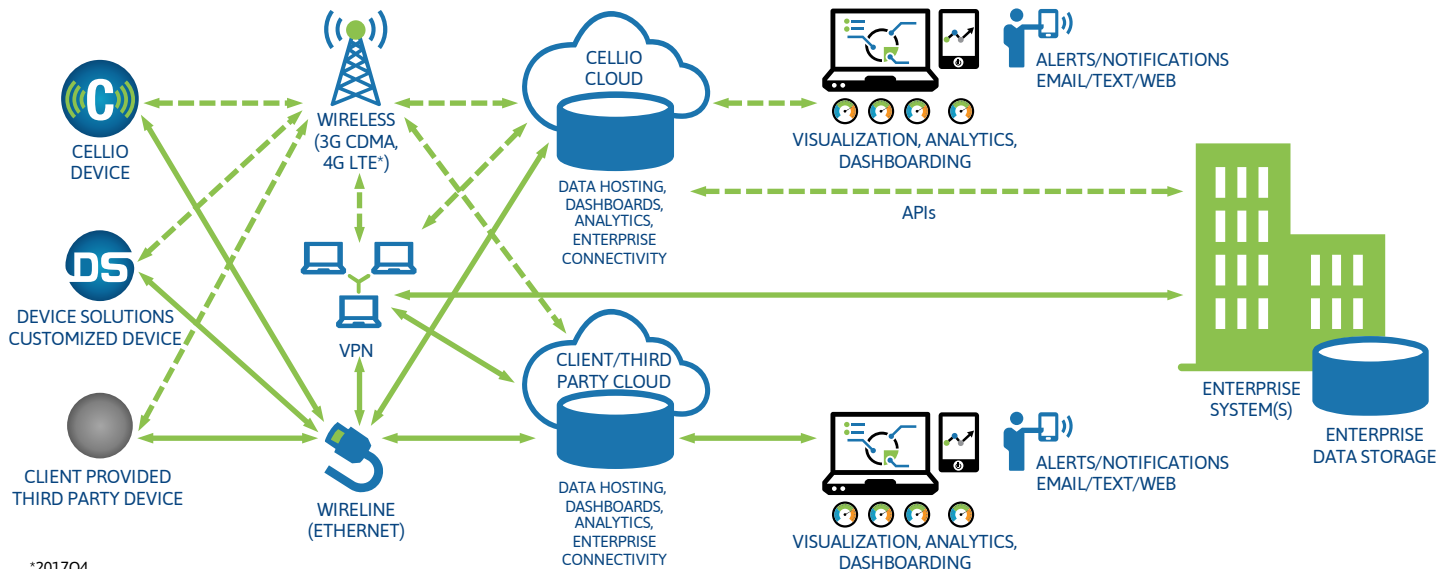 C
CELLIO
DEVICE
DS
DEVICE SOLUTIONS
CUSTOMIZED DEVICE
CLIENT PROVIDED
THIRD PARTY DEVICE
*2017Q4
WIRELESS
(3G CDMA,
4G LTE*)
VPN
WIRELINE
(ETHERNET)
CELLIO
CLOUD
DATA HOSTING,
DASHBOARDS,
ANALYTICS,
ENTERPRISE
CONNECTIVITY
CLIENT/THIRD
PARTY CLOUD
DATA HOSTING,
DASHBOARDS,
ANALYTICS,
ENTERPRISE
CONNECTIVITY
VISUALIZATION, ANALYTICS,
DASHBOARDING
ALERTS/NOTIFICATIONS
EMAIL/TEXT/WEB
APIs
VISUALIZATION, ANALYTICS,
DASHBOARDING
ALERTS/NOTIFICATIONS
EMAIL/TEXT/WEB
ENTERPRISE
SYSTEM(S)
ENTERPRISE
DATA STORAGE